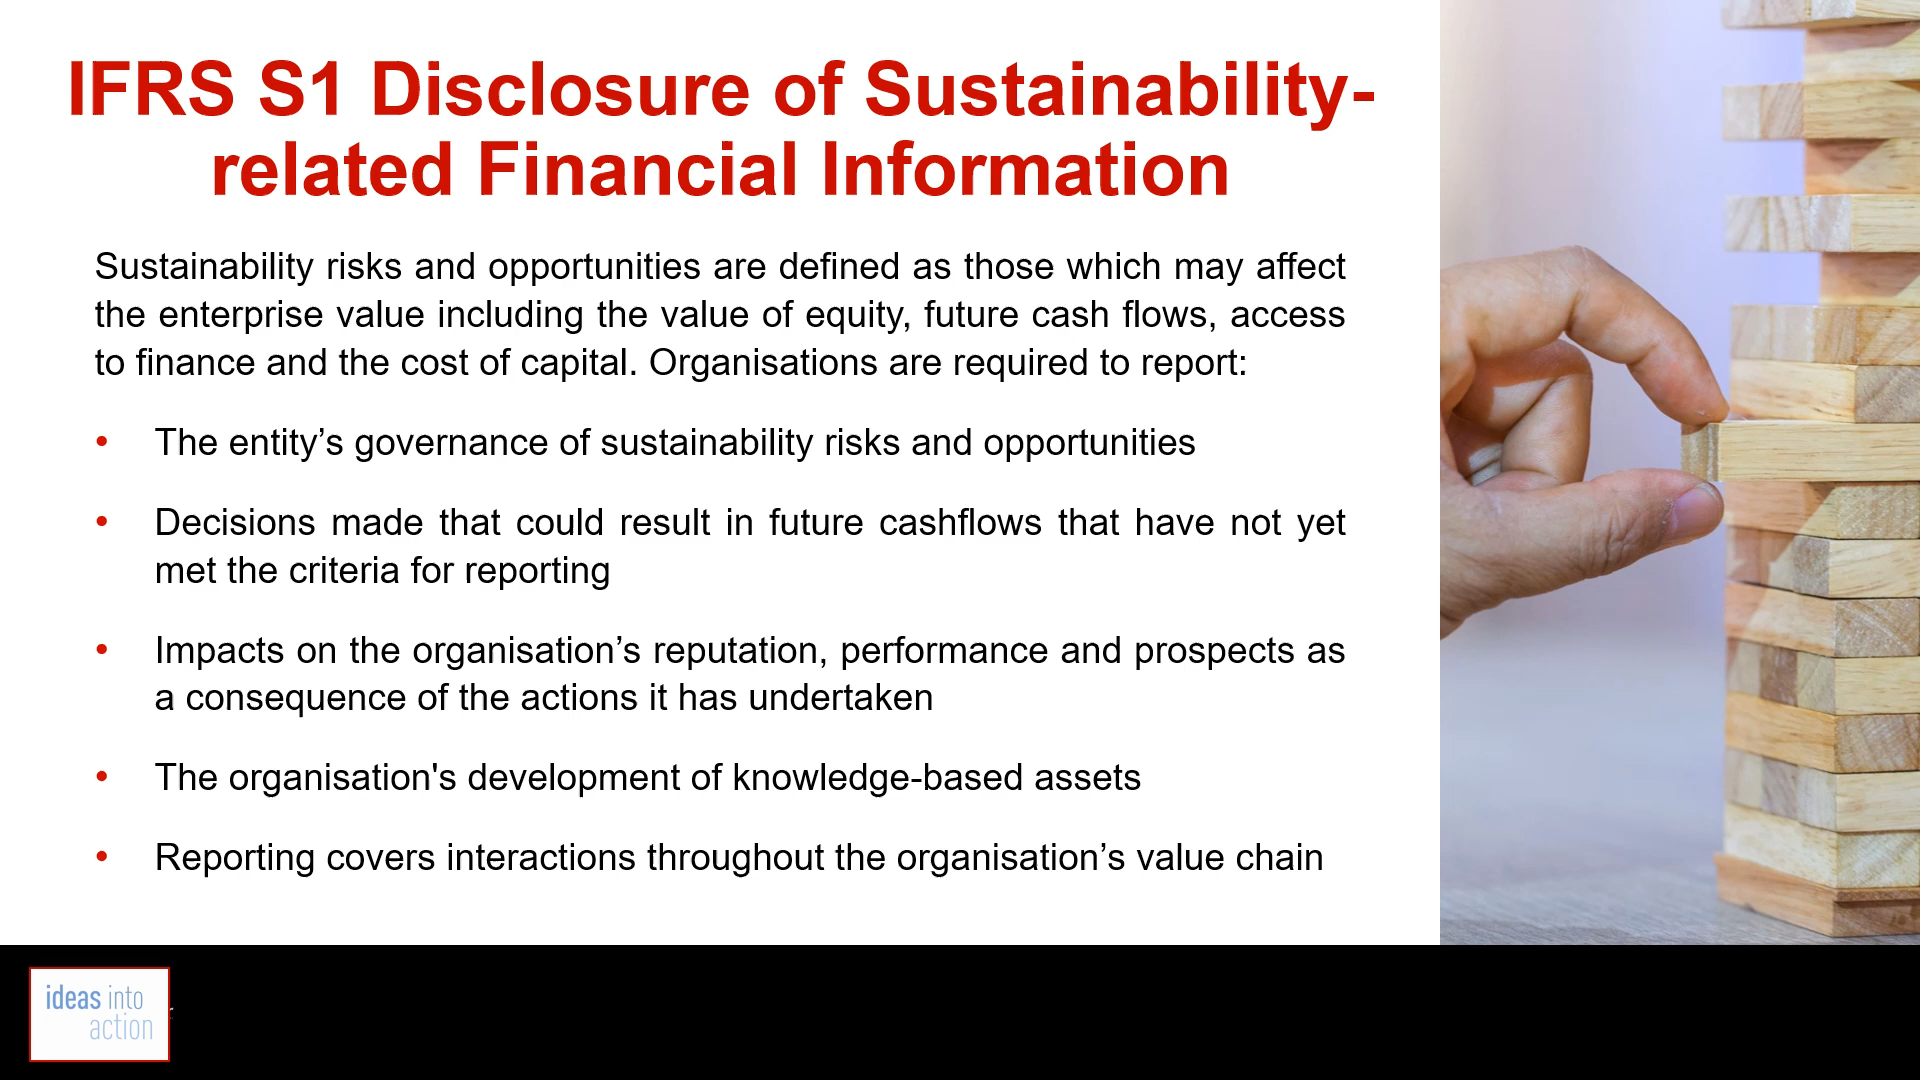 IFRS S1 Disclosure of Sustainability-
related Financial Information
Sustainability risks and opportunities are defined as those which may affect
the enterprise value including the value of equity, future cash flows, access
to finance and the cost of capital. Organisations are required to report:
• The entity’s governance of sustainability risks and opportunities
• Decisions made that could result in future cashflows that have not yet
met the criteria for reporting
• Impacts on the organisation’s reputation, performance and prospects as
a consequence of the actions it has undertaken
• The organisation's development of knowledge-based assets
• Reporting covers interactions throughout the organisation’s value chain
ideas into
action